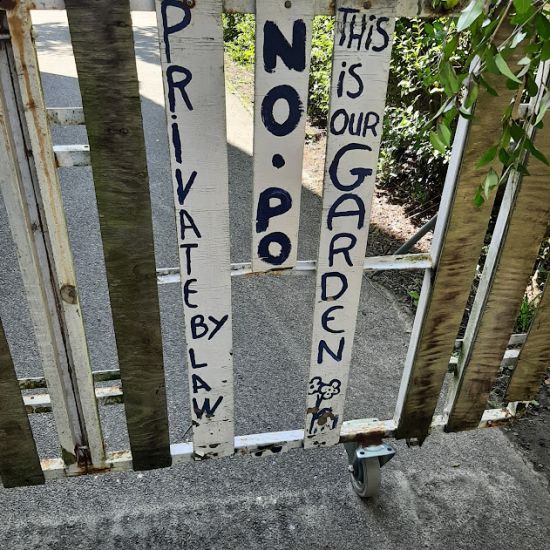 PRIVATE BY LAW
NO. PO
THIS is OUR GARDEN